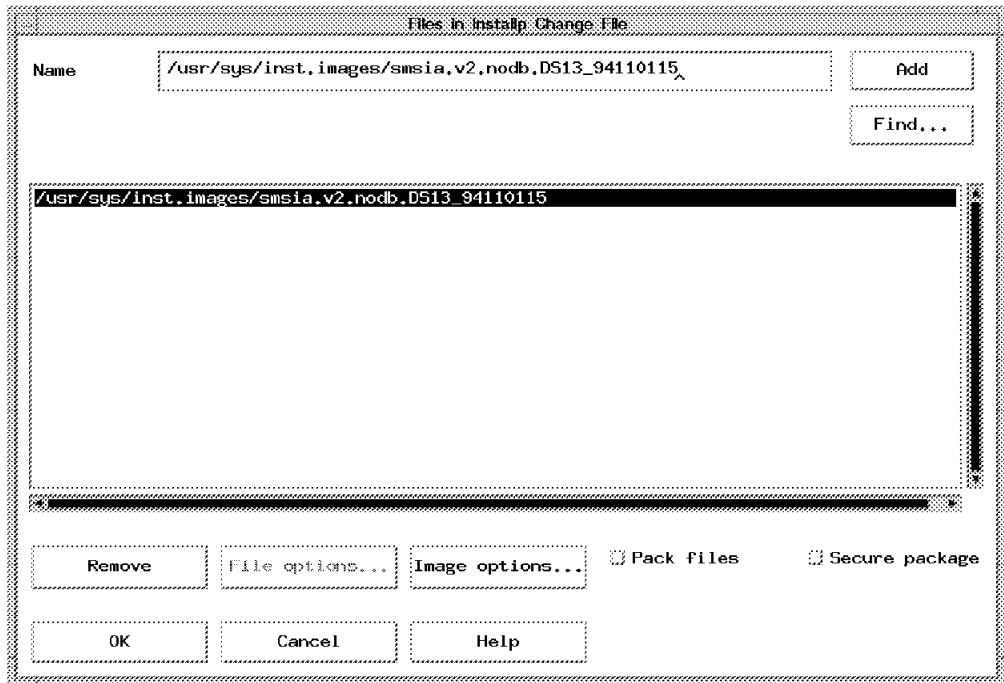 Files in Installp Change File
Name
/usr/sys/inst.images/smsia.v2.nodb.DS13_94110115
Add
Find...
/usr/sys/inst.images/smsia.v2.nodb.DS13_94110115
Remove
File options...
Image options...
Pack files
Secure package
OK
Cancel
Help